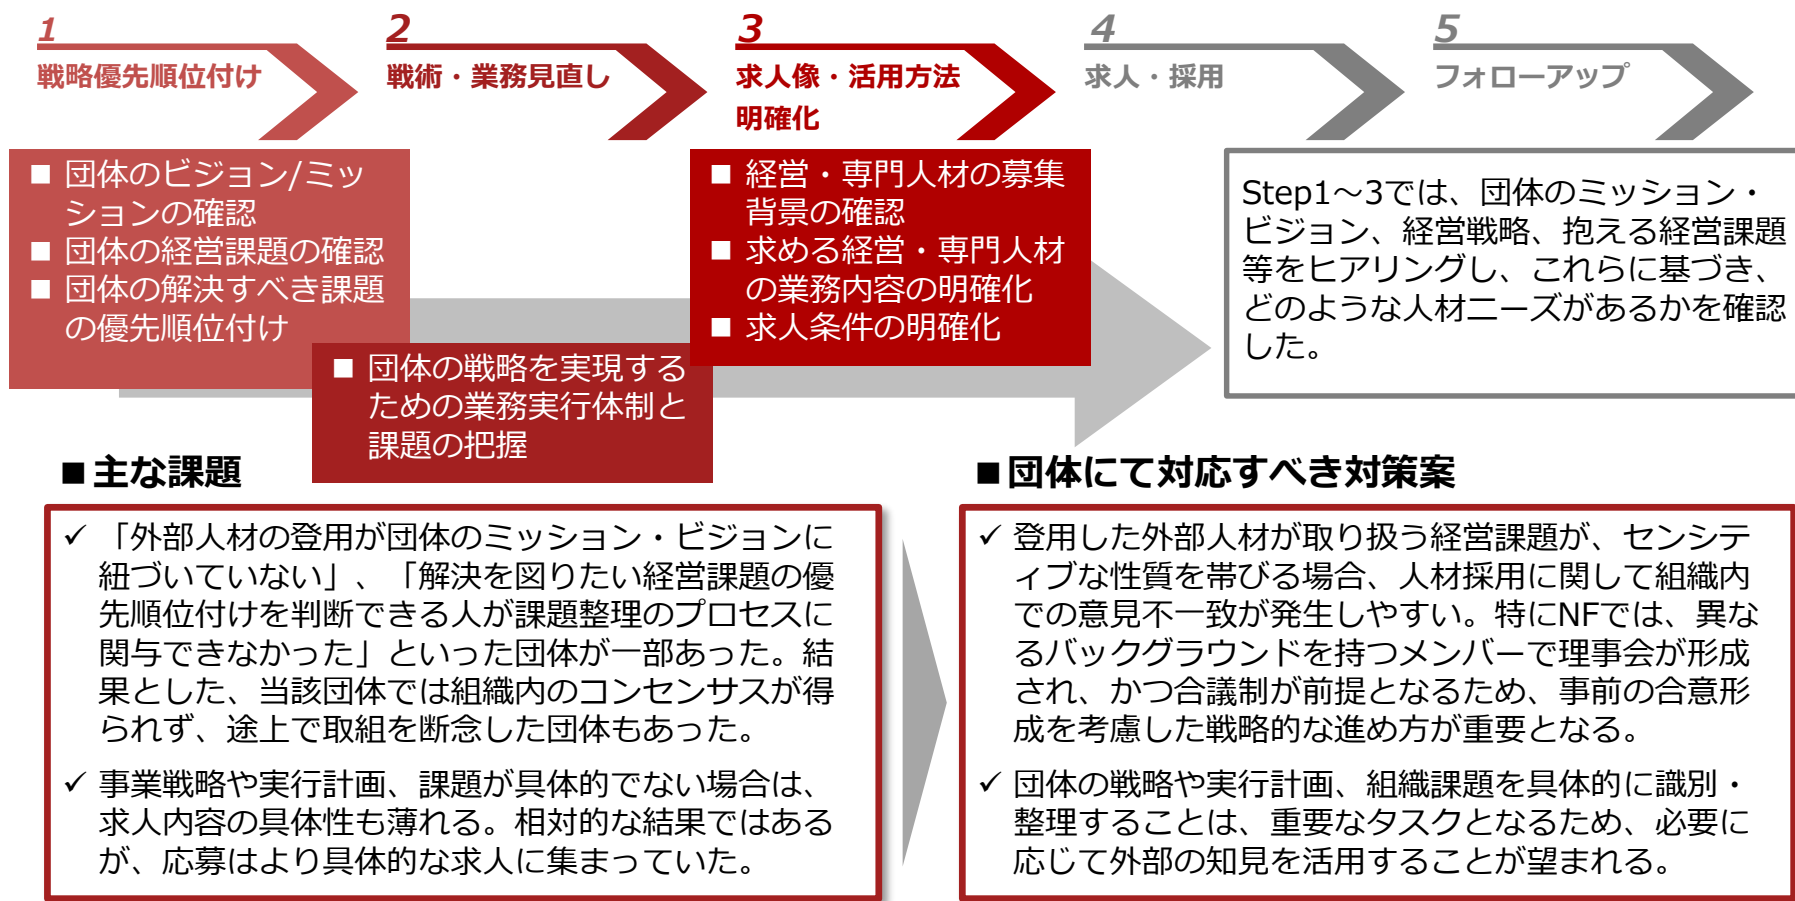 1
戦略優先順位付け
2
戦術・業務見直し
3
求人像・活用方法
明確化
4
求人・採用
5
フォローアップ
■ 団体のビジョン/ミッ
ションの確認
■ 団体の経営課題の確認
■ 団体の解決すべき課題
の優先順位付け
■ 団体の戦略を実現する
ための業務実行体制と
課題の把握
■ 経営・専門人材の募集
背景の確認
■ 求める経営・専門人材
の業務内容の明確化
■ 求人条件の明確化
Step1～3では、団体のミッション・
ビジョン、経営戦略、抱える経営課題
等をヒアリングし、これらに基づき、
どのような人材ニーズがあるかを確認
した。
■主な課題
✓ 「外部人材の登用が団体のミッション・ビジョンに
紐づいていない」、「解決を図りたい経営課題の優
先順位付けを判断できる人が課題整理のプロセスに
関与できなかった」といった団体が一部あった。結
果とした、当該団体では組織内のコンセンサスが得
られず、途上で取組を断念した団体もあった。
✓ 事業戦略や実行計画、課題が具体的でない場合は、
求人内容の具体性も薄れる。相対的な結果ではある
が、応募はより具体的な求人に集まっていた。
■団体にて対応すべき対策案
✓ 登用した外部人材が取り扱う経営課題が、センシテ
ィブな性質を帯びる場合、人材採用に関して組織内
での意見不一致が発生しやすい。特にNFでは、異な
るバックグラウンドを持つメンバーで理事会が形成
され、かつ合議制が前提となるため、事前の合意形
成を考慮した戦略的な進め方が重要となる。
✓ 団体の戦略や実行計画、組織課題を具体的に識別・
整理することは、重要なタスクとなるため、必要に
応じて外部の知見を活用することが望まれる。